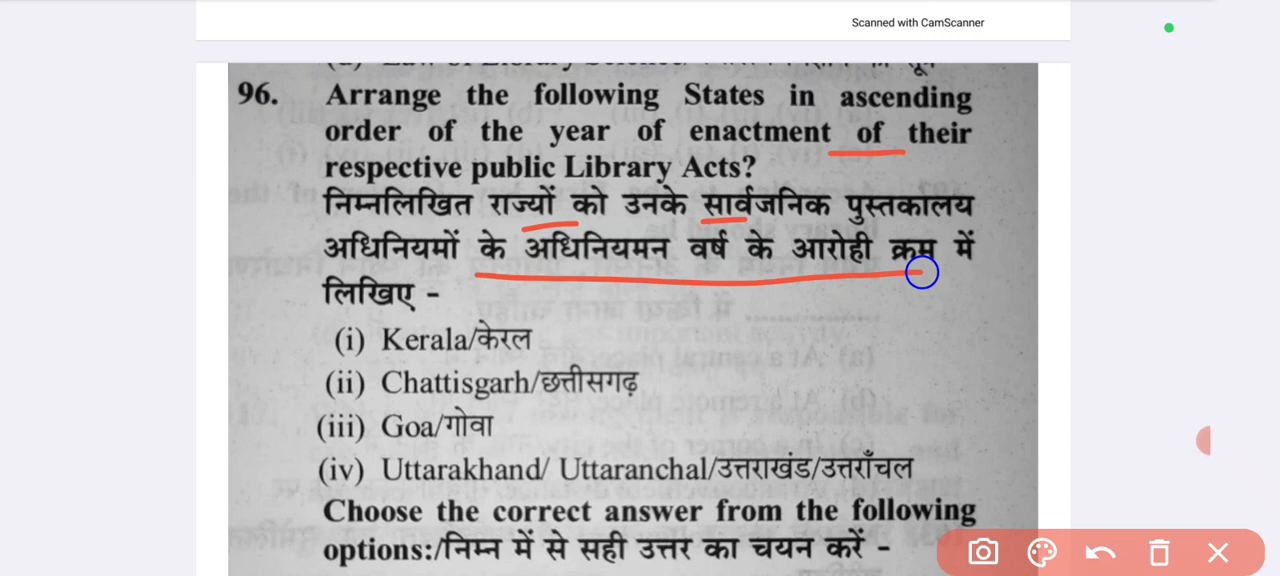 Scanned with CamScanner
96. Arrange the following States in ascending
order of the year of enactment of their
respective public Library Acts?
निम्नलिखित राज्यों को उनके सार्वजनिक पुस्तकालय
अधिनियमों के अधिनियमन वर्ष के आरोही क्रम में
लिखिए -
(i) Kerala/केरल
(ii) Chattisgarh/छत्तीसगढ़
(iii) Goa/गोवा
(iv) Uttarakhand/ Uttaranchal/उत्तराखंड/उत्तराँचल
Choose the correct answer from the following
options:/निम्न में से सही उत्तर का चयन करें -